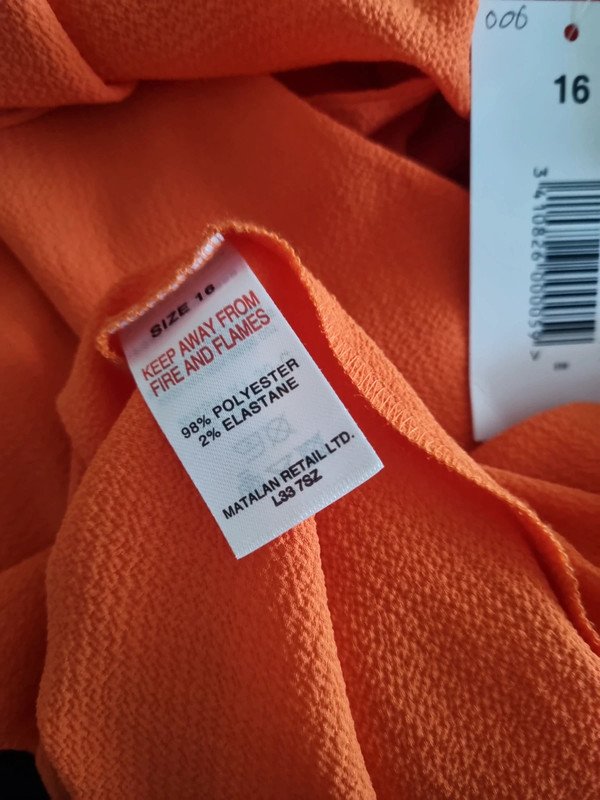 006
16
SIZE 16
KEEP AWAY FROM
FIRE AND FLAMES
98% POLYESTER
2% ELASTANE
MATALAN RETAIL LTD.
L33 7SZ